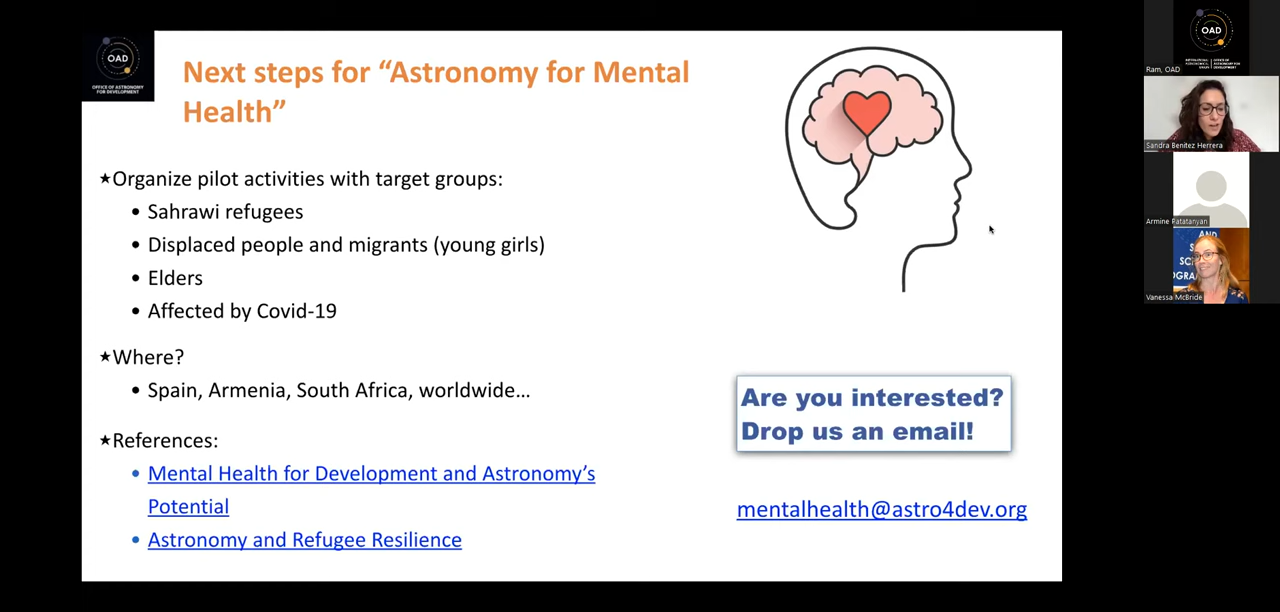 OAD
OFFICE OF ASTRONOMY
FOR DEVELOPMENT
Next steps for “Astronomy for Mental
Health”
★Organize pilot activities with target groups:
• Sahrawi refugees
• Displaced people and migrants (young girls)
• Elders
• Affected by Covid-19
★Where?
• Spain, Armenia, South Africa, worldwide…
★References:
• Mental Health for Development and Astronomy’s
Potential
• Astronomy and Refugee Resilience
Are you interested?
Drop us an email!
mentalhealth@astro4dev.org
OAD
Ram, OAD
Sandra Benitez Herrera
Armine Patatanyan
AND
Vanessa McBride